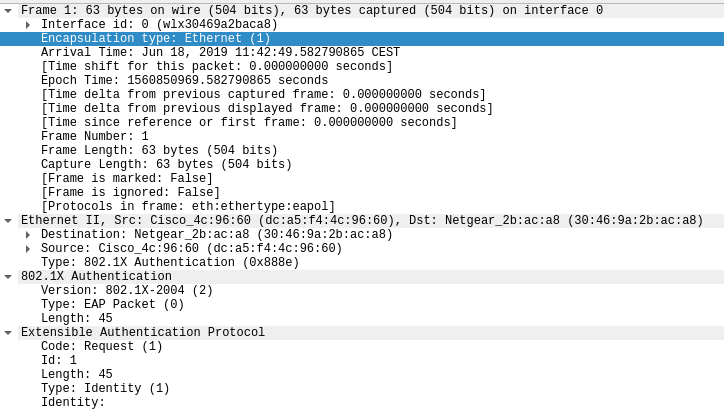 Frame 1: 63 bytes on wire (504 bits), 63 bytes captured (504 bits) on interface 0
Interface id: 0 (wlx30469a2baca8)
Encapsulation type: Ethernet (1)
Arrival Time: Jun 18, 2019 11:42:49.582790865 CEST
[Time shift for this packet: 0.000000000 seconds]
Epoch Time: 1560850969.582790865 seconds
[Time delta from previous captured frame: 0.000000000 seconds]
[Time delta from previous displayed frame: 0.000000000 seconds]
[Time since reference or first frame: 0.000000000 seconds]
Frame Number: 1
Frame Length: 63 bytes (504 bits)
Capture Length: 63 bytes (504 bits)
[Frame is marked: False]
[Frame is ignored: False]
[Protocols in frame: eth:ethertype:eapol]
Ethernet II, Src: Cisco_4c:96:60 (dc:a5:f4:4c:96:60), Dst: Netgear_2b:ac:a8 (30:46:9a:2b:ac:a8)
Destination: Netgear_2b:ac:a8 (30:46:9a:2b:ac:a8)
Source: Cisco_4c:96:60 (dc:a5:f4:4c:96:60)
Type: 802.1X Authentication (0x888e)
802.1X Authentication
Version: 802.1X-2004 (2)
Type: EAP Packet (0)
Length: 45
Extensible Authentication Protocol
Code: Request (1)
Id: 1
Length: 45
Type: Identity (1)
Identity: